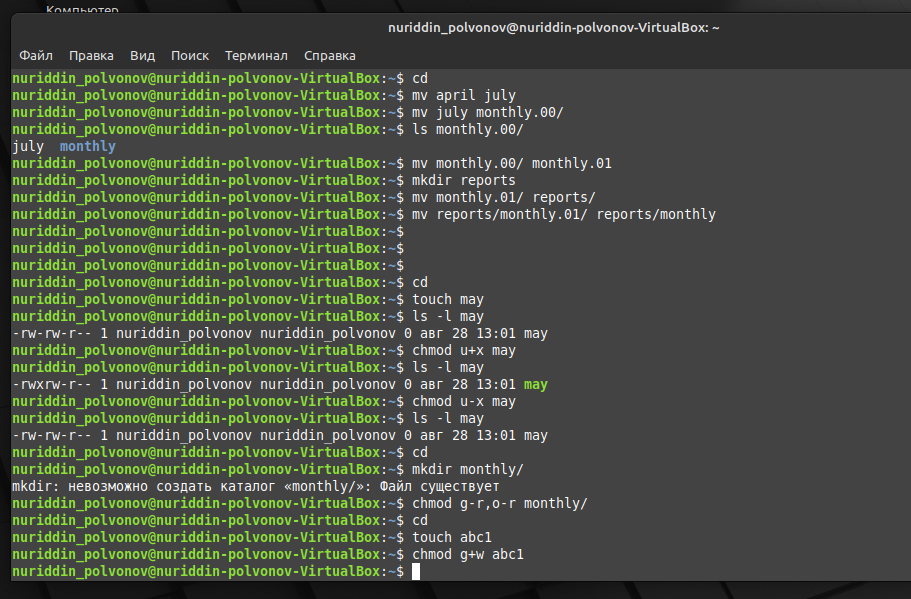 Компьютер
nuriddin_polvonov@nuriddin-polvonov-VirtualBox: ~
Файл Правка Вид Поиск Терминал Справка
nuriddin_polvonov@nuriddin-polvonov-VirtualBox:~$ cd
nuriddin_polvonov@nuriddin-polvonov-VirtualBox:~$ mv april july
nuriddin_polvonov@nuriddin-polvonov-VirtualBox:~$ mv july monthly.00/
nuriddin_polvonov@nuriddin-polvonov-VirtualBox:~$ ls monthly.00/
july  monthly
nuriddin_polvonov@nuriddin-polvonov-VirtualBox:~$ mv monthly.00/ monthly.01
nuriddin_polvonov@nuriddin-polvonov-VirtualBox:~$ mkdir reports
nuriddin_polvonov@nuriddin-polvonov-VirtualBox:~$ mv monthly.01/ reports/
nuriddin_polvonov@nuriddin-polvonov-VirtualBox:~$ mv reports/monthly.01/ reports/monthly
nuriddin_polvonov@nuriddin-polvonov-VirtualBox:~$
nuriddin_polvonov@nuriddin-polvonov-VirtualBox:~$
nuriddin_polvonov@nuriddin-polvonov-VirtualBox:~$
nuriddin_polvonov@nuriddin-polvonov-VirtualBox:~$ cd
nuriddin_polvonov@nuriddin-polvonov-VirtualBox:~$ touch may
nuriddin_polvonov@nuriddin-polvonov-VirtualBox:~$ ls -l may
-rw-rw-r-- 1 nuriddin_polvonov nuriddin_polvonov 0 авг 28 13:01 may
nuriddin_polvonov@nuriddin-polvonov-VirtualBox:~$ chmod u+x may
nuriddin_polvonov@nuriddin-polvonov-VirtualBox:~$ ls -l may
-rwxrw-r-- 1 nuriddin_polvonov nuriddin_polvonov 0 авг 28 13:01 may
nuriddin_polvonov@nuriddin-polvonov-VirtualBox:~$ chmod u-x may
nuriddin_polvonov@nuriddin-polvonov-VirtualBox:~$ ls -l may
-rw-rw-r-- 1 nuriddin_polvonov nuriddin_polvonov 0 авг 28 13:01 may
nuriddin_polvonov@nuriddin-polvonov-VirtualBox:~$ cd
nuriddin_polvonov@nuriddin-polvonov-VirtualBox:~$ mkdir monthly/
mkdir: невозможно создать каталог «monthly/»: Файл существует
nuriddin_polvonov@nuriddin-polvonov-VirtualBox:~$ chmod g-r,o-r monthly/
nuriddin_polvonov@nuriddin-polvonov-VirtualBox:~$ cd
nuriddin_polvonov@nuriddin-polvonov-VirtualBox:~$ touch abc1
nuriddin_polvonov@nuriddin-polvonov-VirtualBox:~$ chmod g+w abc1
nuriddin_polvonov@nuriddin-polvonov-VirtualBox:~$